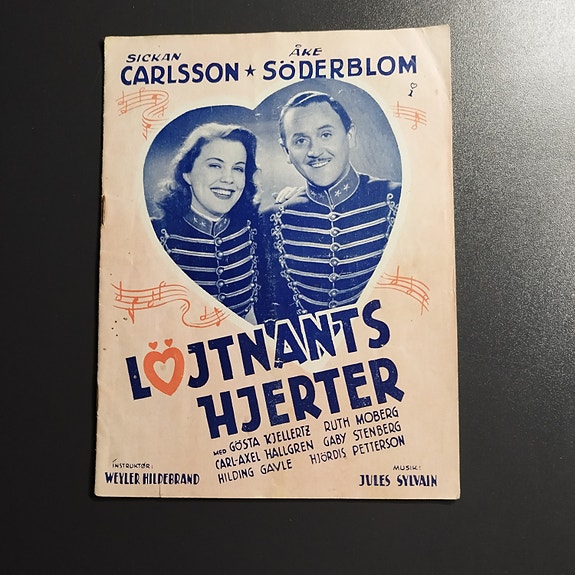 SICKAN ÅKE
CARLSSON ★ SÖDERBLOM
i
LÖJTNANTS
HJERTER
MED GÖSTA KJELLERTZ RUTH MOBERG
CARL-AXEL HALLGREN GABY STENBERG
HILDING GAVLE HJÖRDIS PETTERSON
INSTRUKTØR:
WEYLER HILDEBRAND
MUSIK:
JULES SYLVAIN